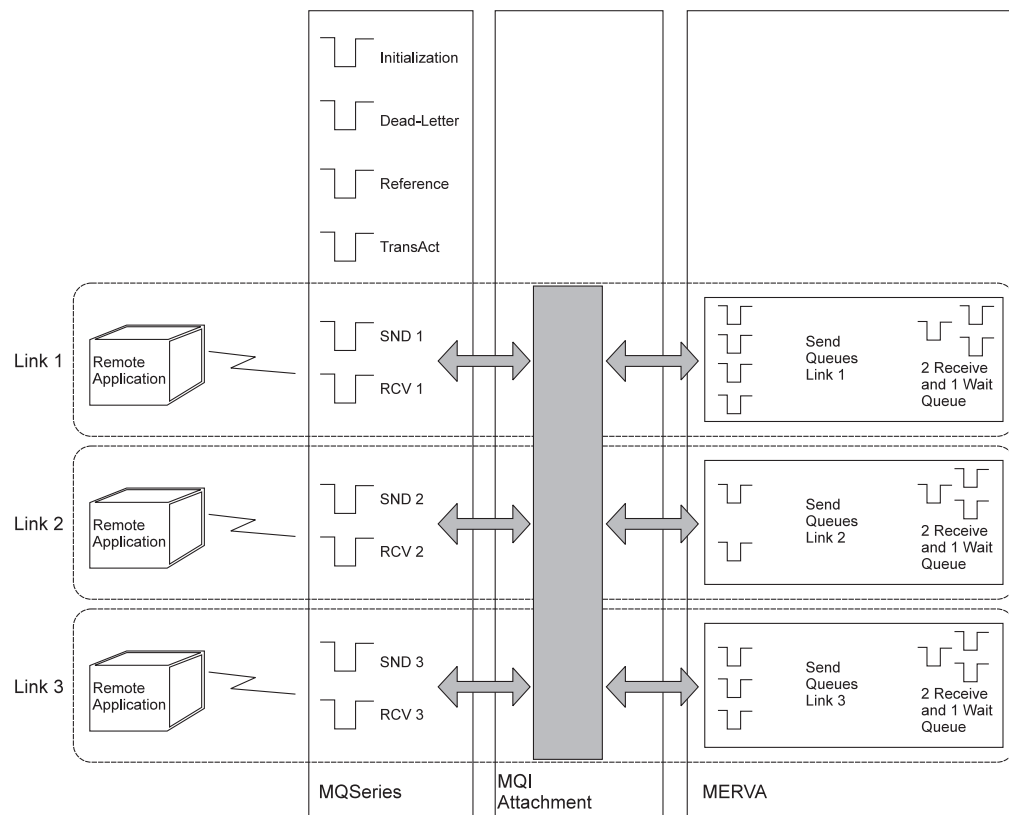 Initialization
Dead-Letter
Reference
TransAct
Link 1
Remote
Application
SND 1
RCV 1
Send
Queues
Link 1
2 Receive
and 1 Wait
Queue
Link 2
Remote
Application
SND 2
RCV 2
Send
Queues
Link 2
2 Receive
and 1 Wait
Queue
Link 3
Remote
Application
SND 3
RCV 3
Send
Queues
Link 3
2 Receive
and 1 Wait
Queue
MQSeries
MQI
Attachment
MERVA